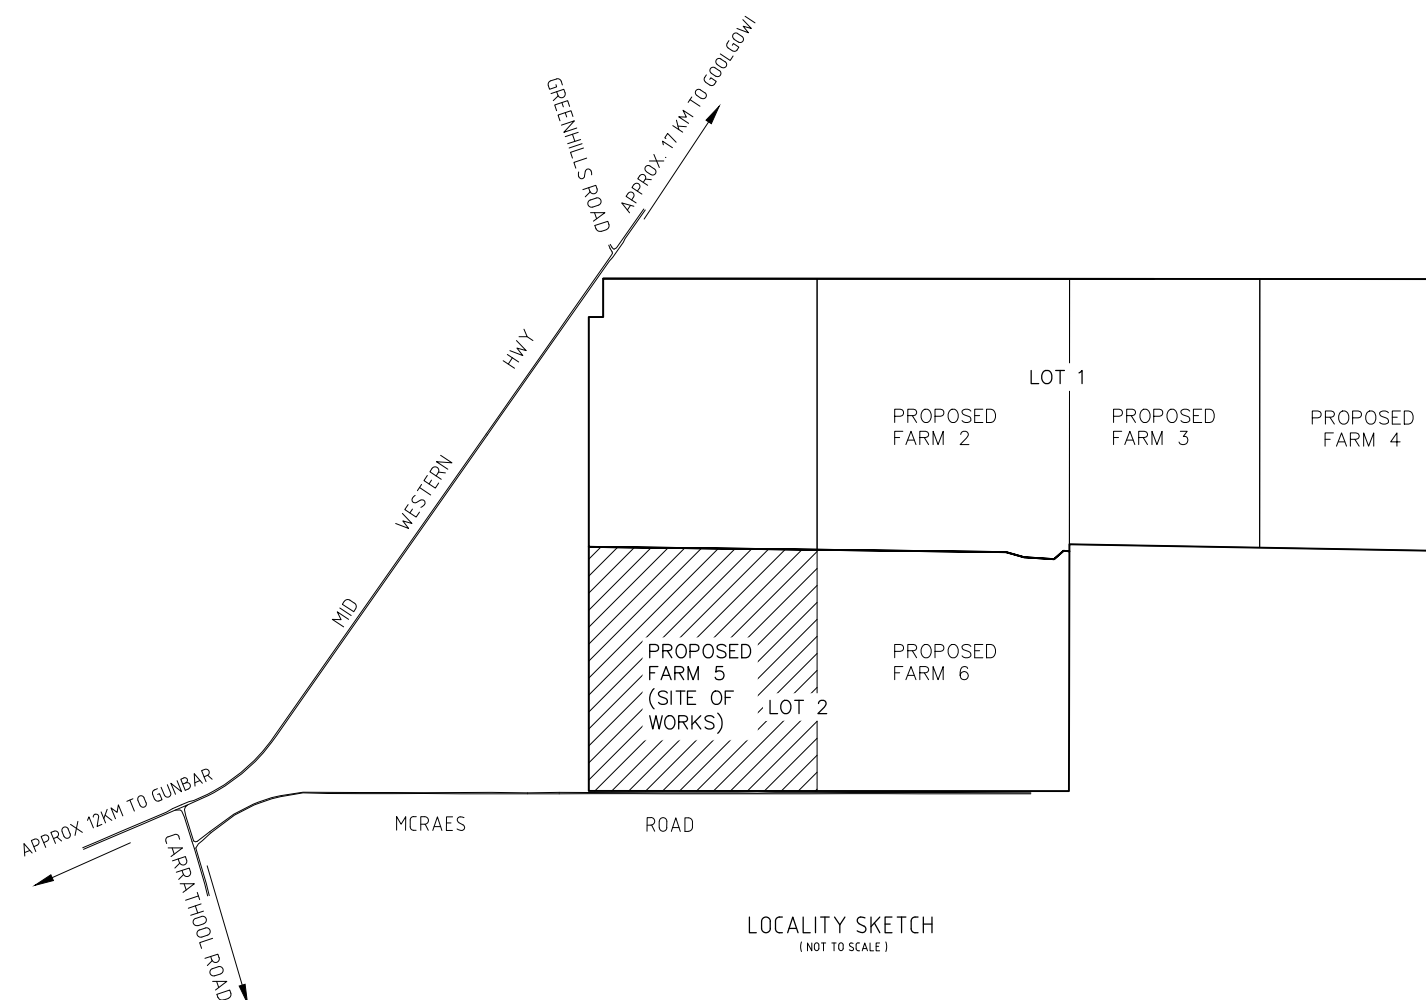 APPROX. 17 KM TO GOOLGOWI
GREENHILLS ROAD
HWY
LOT 1
PROPOSED
FARM 2
PROPOSED
FARM 3
PROPOSED
FARM 4
WESTERN
MID
PROPOSED
FARM 5
(SITE OF
WORKS)
LOT 2
PROPOSED
FARM 6
APPROX 12KM TO GUNBAR
MCRAES ROAD
CARRATHOOL ROAD
LOCALITY SKETCH
(NOT TO SCALE)